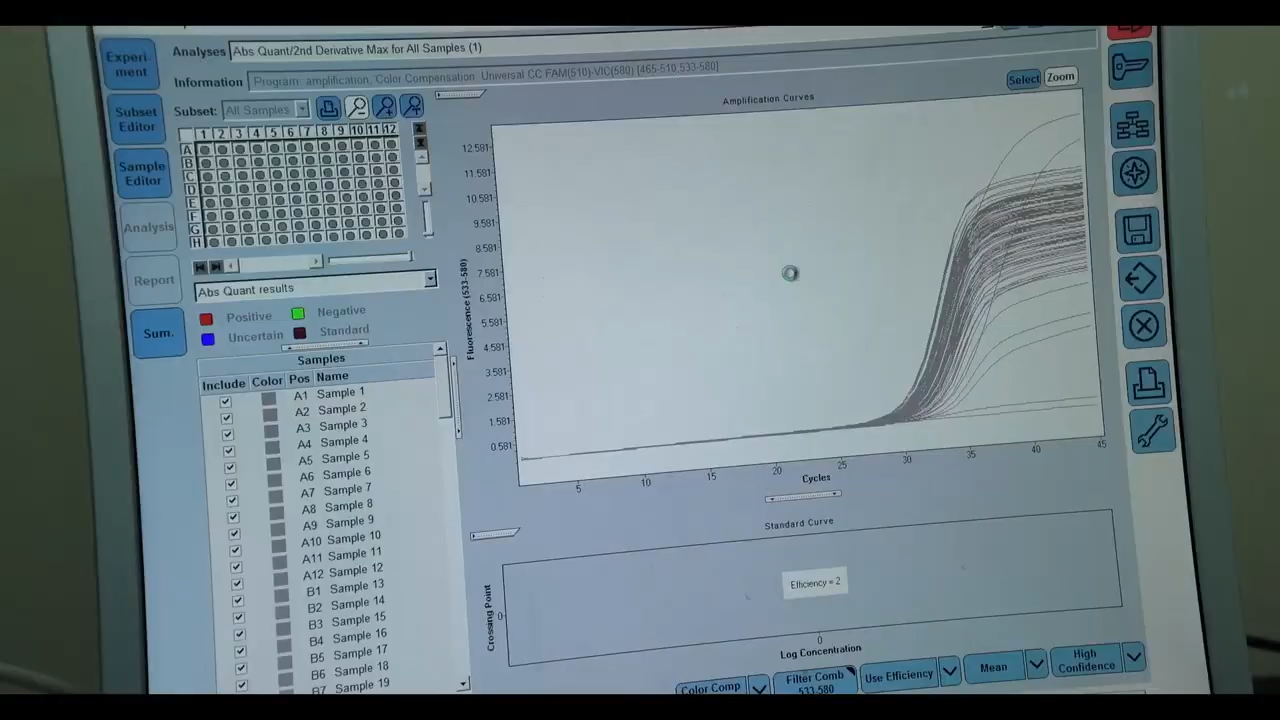 Experi-
ment
Subset
Editor
Sample
Editor
Analysis
Report
Sum.
Analyses Abs Quant/2nd Derivative Max for All Samples (1)
Information Program: amplification, Color Compensation: Universal CC FAM(510)-VIC(580) [465-510,533-580]
Subset: All Samples
Select Zoom
1 2 3 4 5 6 7 8 9 10 11 12
A
B
C
D
E
F
G
H
Abs Quant results
Positive Negative
Uncertain Standard
Samples
Include Color Pos Name
A1 Sample 1
A2 Sample 2
A3 Sample 3
A4 Sample 4
A5 Sample 5
A6 Sample 6
A7 Sample 7
A8 Sample 8
A9 Sample 9
A10 Sample 10
A11 Sample 11
A12 Sample 12
B1 Sample 13
B2 Sample 14
B3 Sample 15
B4 Sample 16
B5 Sample 17
B6 Sample 18
B7 Sample 19
Amplification Curves
Fluorescence (533-580)
12.581
11.581
10.581
9.581
8.581
7.581
6.581
5.581
4.581
3.581
2.581
1.581
0.581
5 10 15 20 25 30 35 40 45
Cycles
Standard Curve
Crossing Point
0
Efficiency = 2
0
Log Concentration
Color Comp
Filter Comb
533-580
Use Efficiency
Mean
High
Confidence